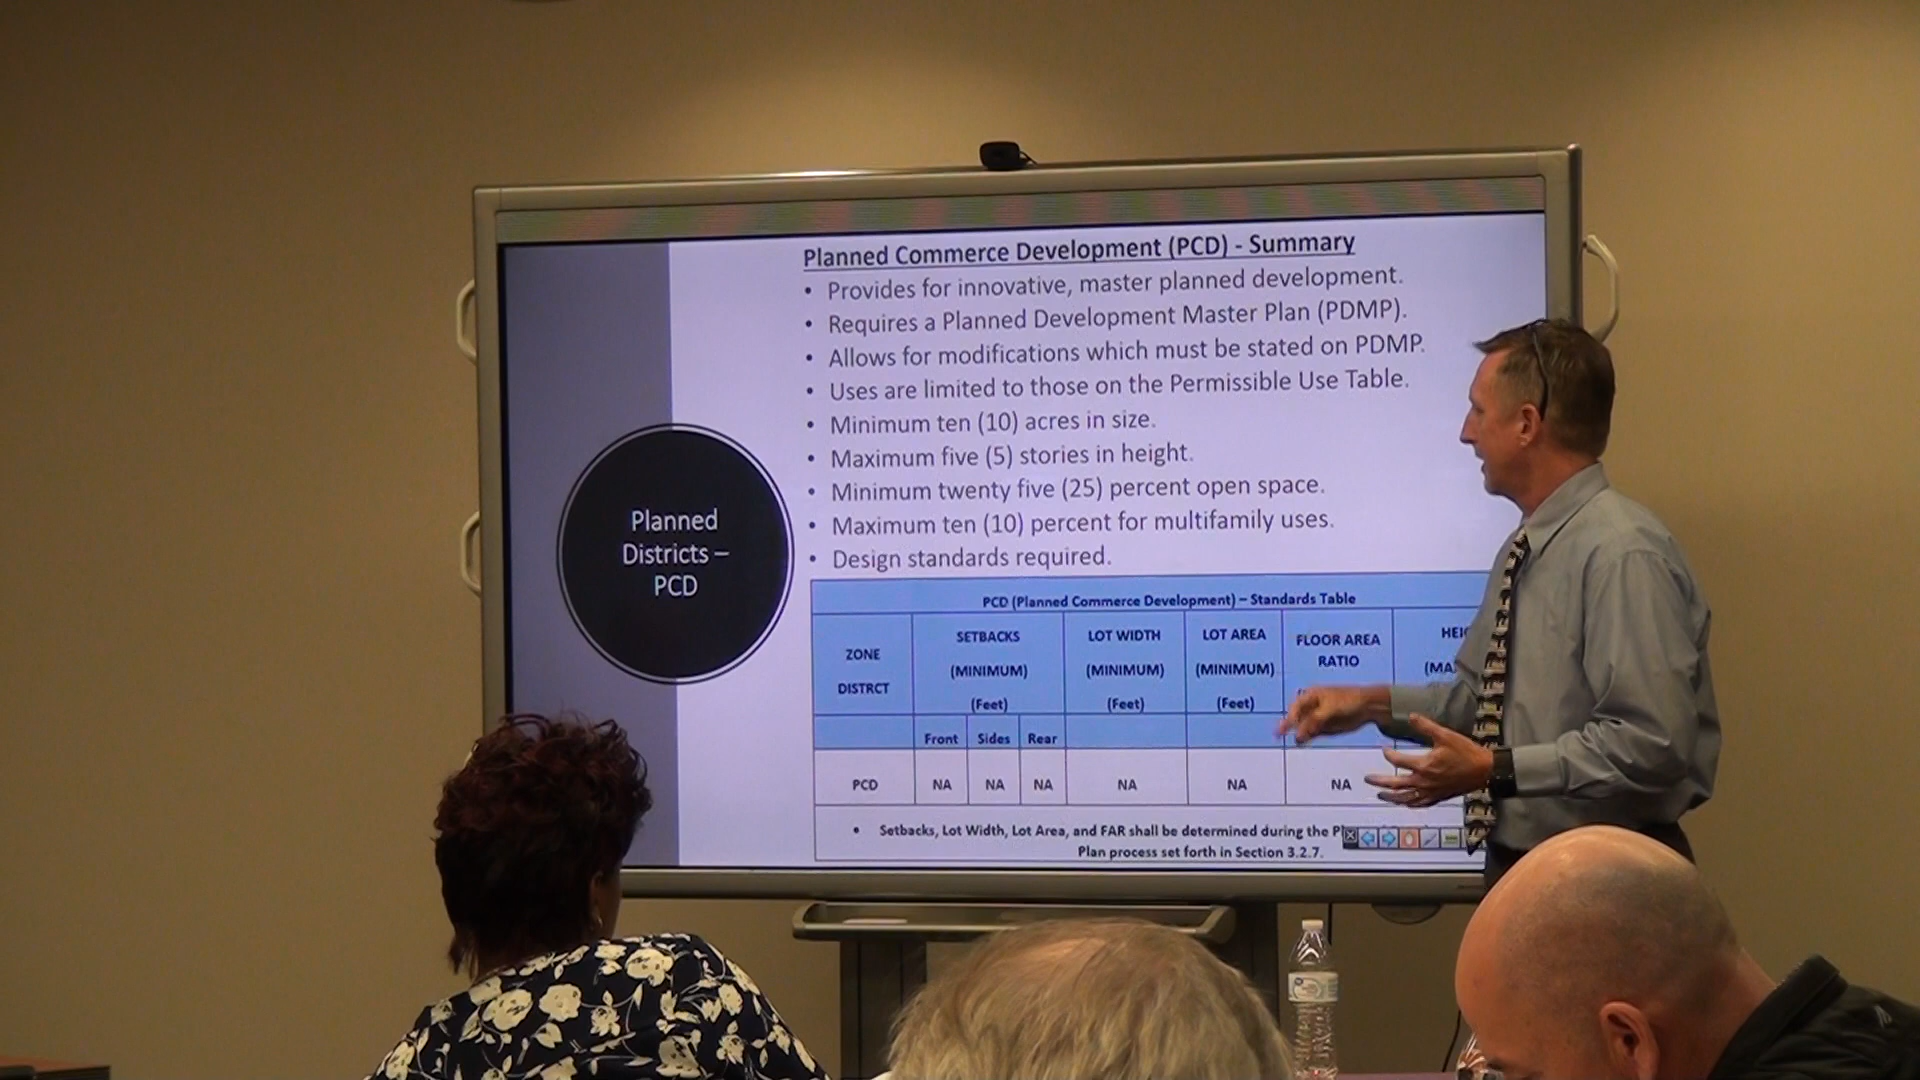 Planned Commerce Development (PCD) - Summary
• Provides for innovative, master planned development.
• Requires a Planned Development Master Plan (PDMP).
• Allows for modifications which must be stated on PDMP.
• Uses are limited to those on the Permissible Use Table.
• Minimum ten (10) acres in size.
• Maximum five (5) stories in height.
• Minimum twenty five (25) percent open space.
• Maximum ten (10) percent for multifamily uses.
• Design standards required.
Planned
Districts –
PCD
PCD (Planned Commerce Development) – Standards Table
ZONE
DISTRCT
SETBACKS
(MINIMUM)
(Feet)
LOT WIDTH
(MINIMUM)
(Feet)
LOT AREA
(MINIMUM)
(Feet)
FLOOR AREA
RATIO
Front Sides Rear
PCD NA NA NA NA NA NA
• Setbacks, Lot Width, Lot Area, and FAR shall be determined during the
Plan process set forth in Section 3.2.7.